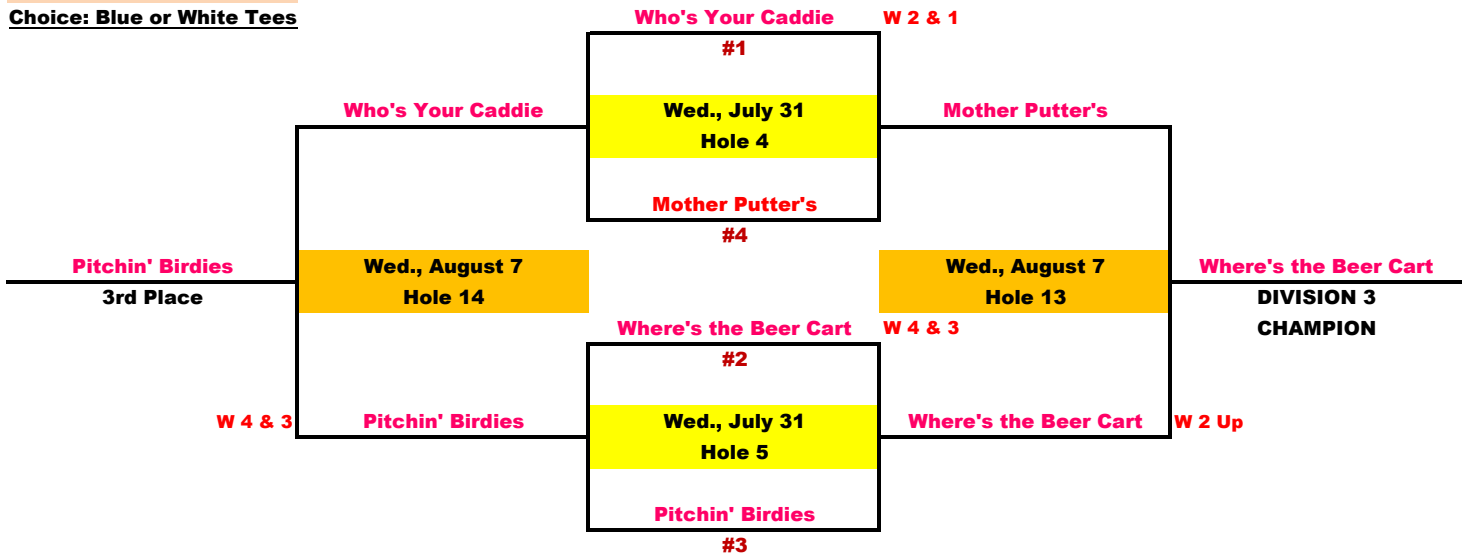 Choice: Blue or White Tees
Who's Your Caddie W 2 & 1
#1
Who's Your Caddie
Wed., July 31
Hole 4
Mother Putter's
Mother Putter's
#4
Pitchin' Birdies
3rd Place
Wed., August 7
Hole 14
Wed., August 7
Hole 13
Where's the Beer Cart
DIVISION 3
CHAMPION
Where's the Beer Cart W 4 & 3
#2
W 4 & 3 Pitchin' Birdies
Wed., July 31
Hole 5
Where's the Beer Cart W 2 Up
Pitchin' Birdies
#3